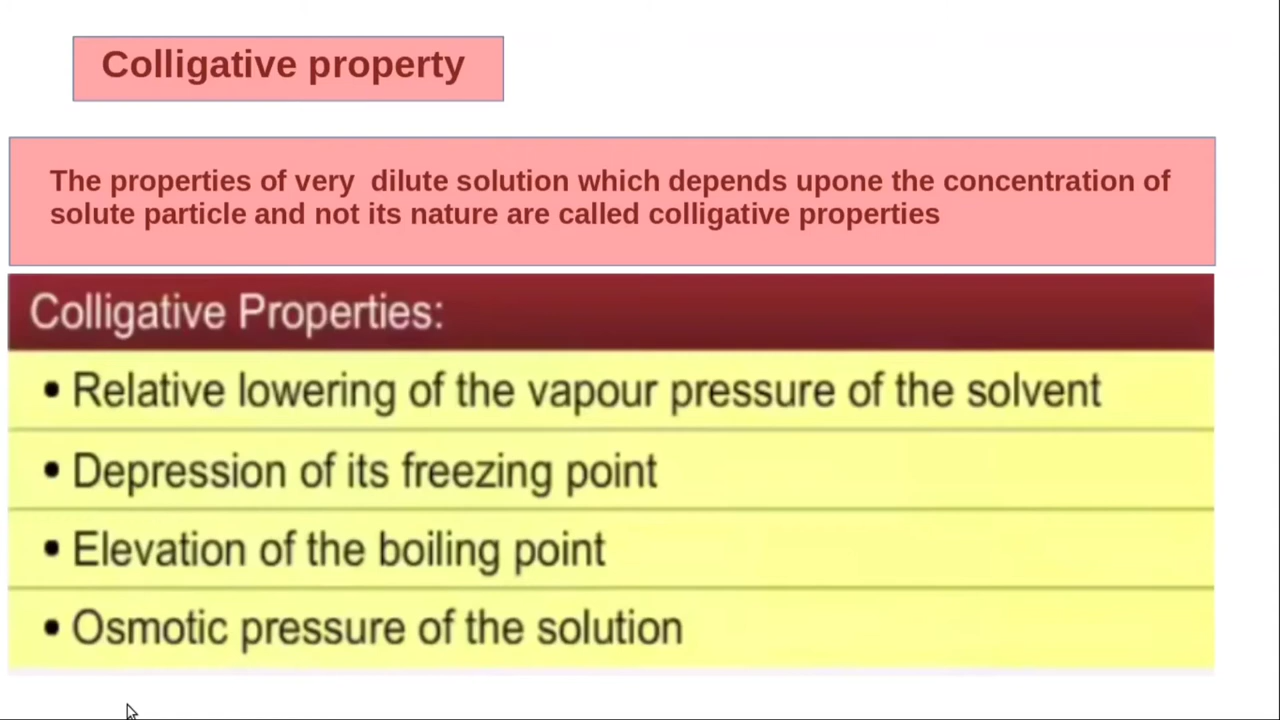 Colligative property
The properties of very  dilute solution which depends upone the concentration of
solute particle and not its nature are called colligative properties
Colligative Properties:
• Relative lowering of the vapour pressure of the solvent
• Depression of its freezing point
• Elevation of the boiling point
• Osmotic pressure of the solution